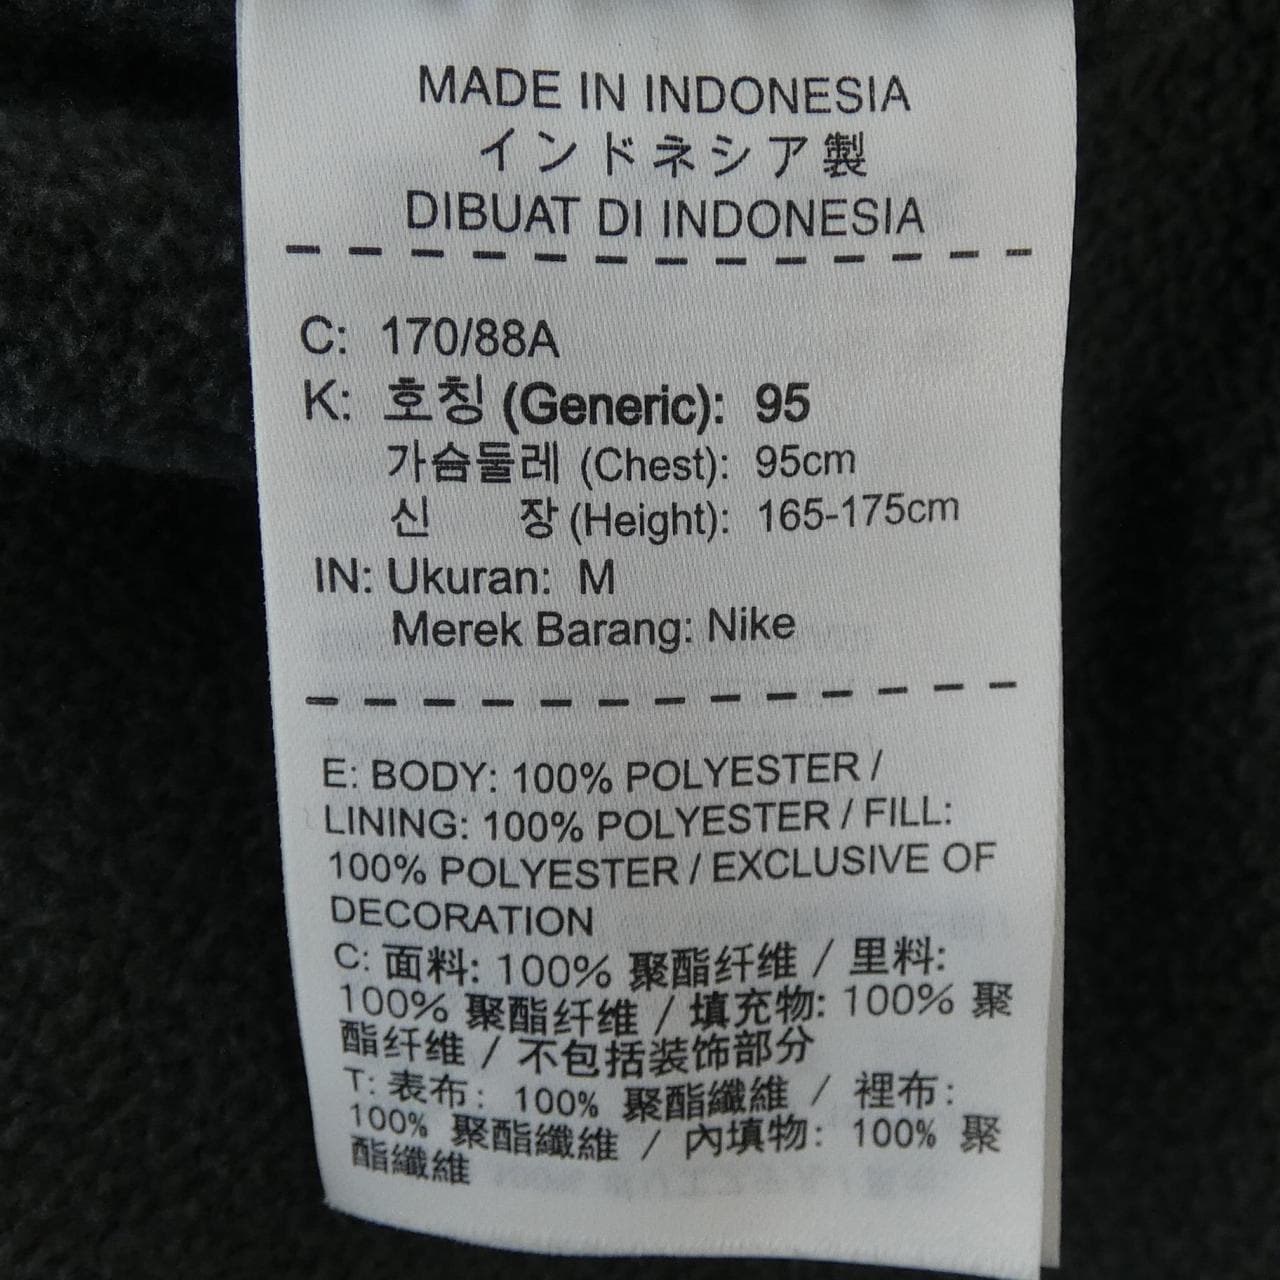 MADE IN INDONESIA
インドネシア製
DIBUAT DI INDONESIA
C: 170/88A
K: 호칭 (Generic): 95
가슴둘레 (Chest): 95cm
신 장 (Height): 165-175cm
IN: Ukuran: M
Merek Barang: Nike
E: BODY: 100% POLYESTER /
LINING: 100% POLYESTER / FILL:
100% POLYESTER / EXCLUSIVE OF
DECORATION
C: 面料: 100% 聚酯纤维 / 里料:
100% 聚酯纤维 / 填充物: 100% 聚
酯纤维 / 不包括装饰部分
T: 表布: 100% 聚酯纖維 / 裡布:
100% 聚酯纖維 / 內填物: 100% 聚
酯纖維